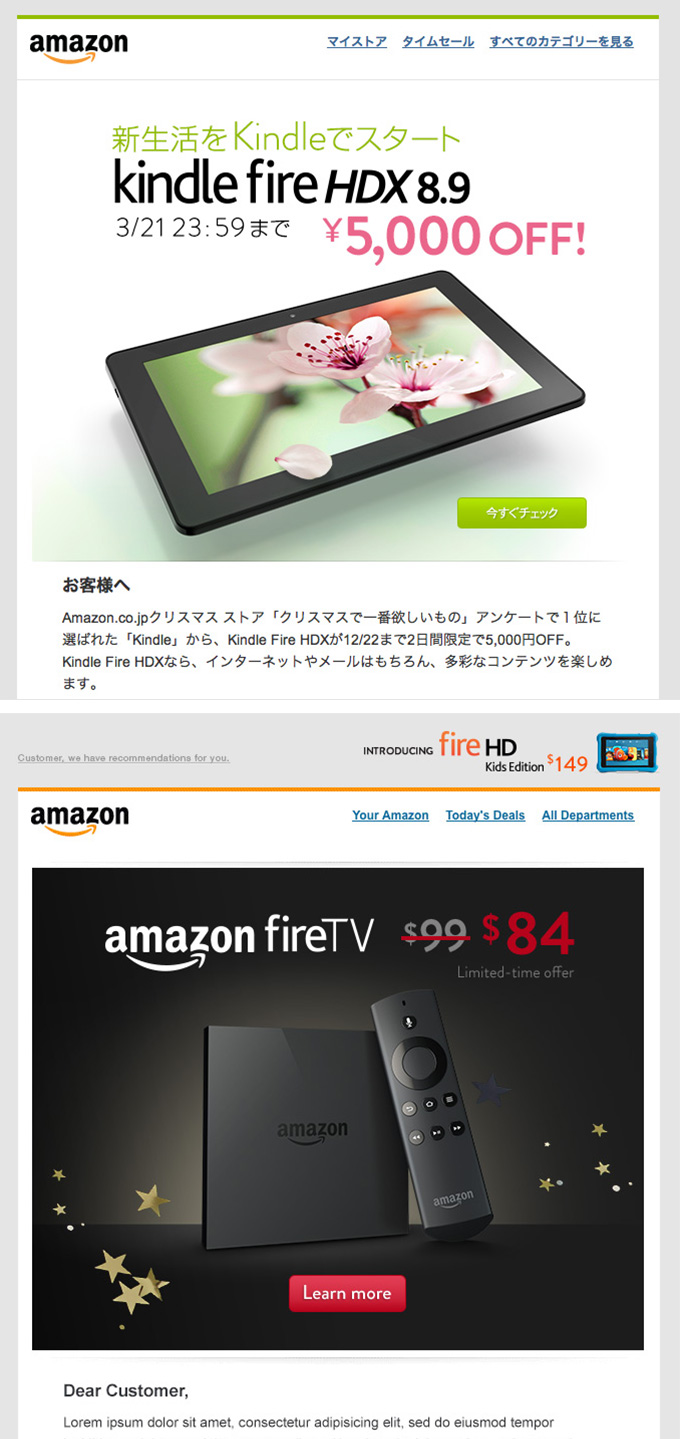 amazon
マイストア タイムセール すべてのカテゴリーを見る
新生活をKindleでスタート
kindle fire HDX 8.9
3/21 23:59まで ¥5,000 OFF!
今すぐチェック
お客様へ
Amazon.co.jpクリスマス ストア「クリスマスで一番欲しいもの」アンケートで１位に
選ばれた「Kindle」から、Kindle Fire HDXが12/22まで2日間限定で5,000円OFF。
Kindle Fire HDXなら、インターネットやメールはもちろん、多彩なコンテンツを楽しめ
ます。
Customer, we have recommendations for you.
INTRODUCING fire HD
Kids Edition $149
amazon
Your Amazon Today's Deals All Departments
amazon fireTV $99 $84
Limited-time offer
amazon
amazon
Learn more
Dear Customer,
Lorem ipsum dolor sit amet, consectetur adipisicing elit, sed do eiusmod tempor